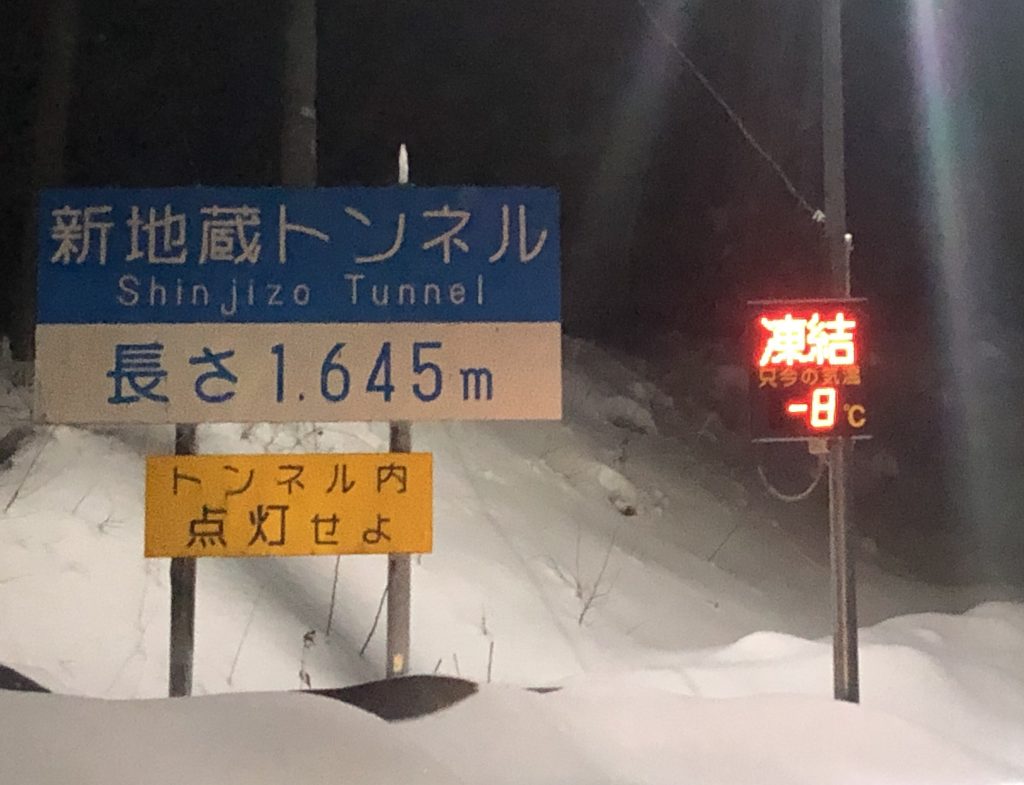 新地蔵トンネル
Shinjizo Tunnel
長さ1.645m
トンネル内
点灯せよ
凍結
只今の気温
-8℃